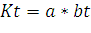 Kt = a * bt